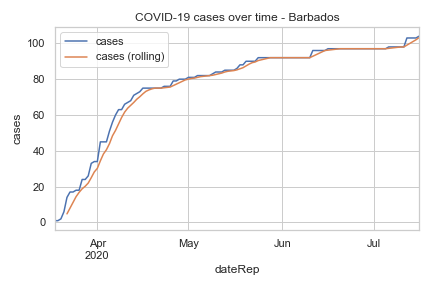 COVID-19 cases over time - Barbados
cases
cases (rolling)
100
80
60
40
20
0
cases
Apr
2020
May
Jun
Jul
dateRep